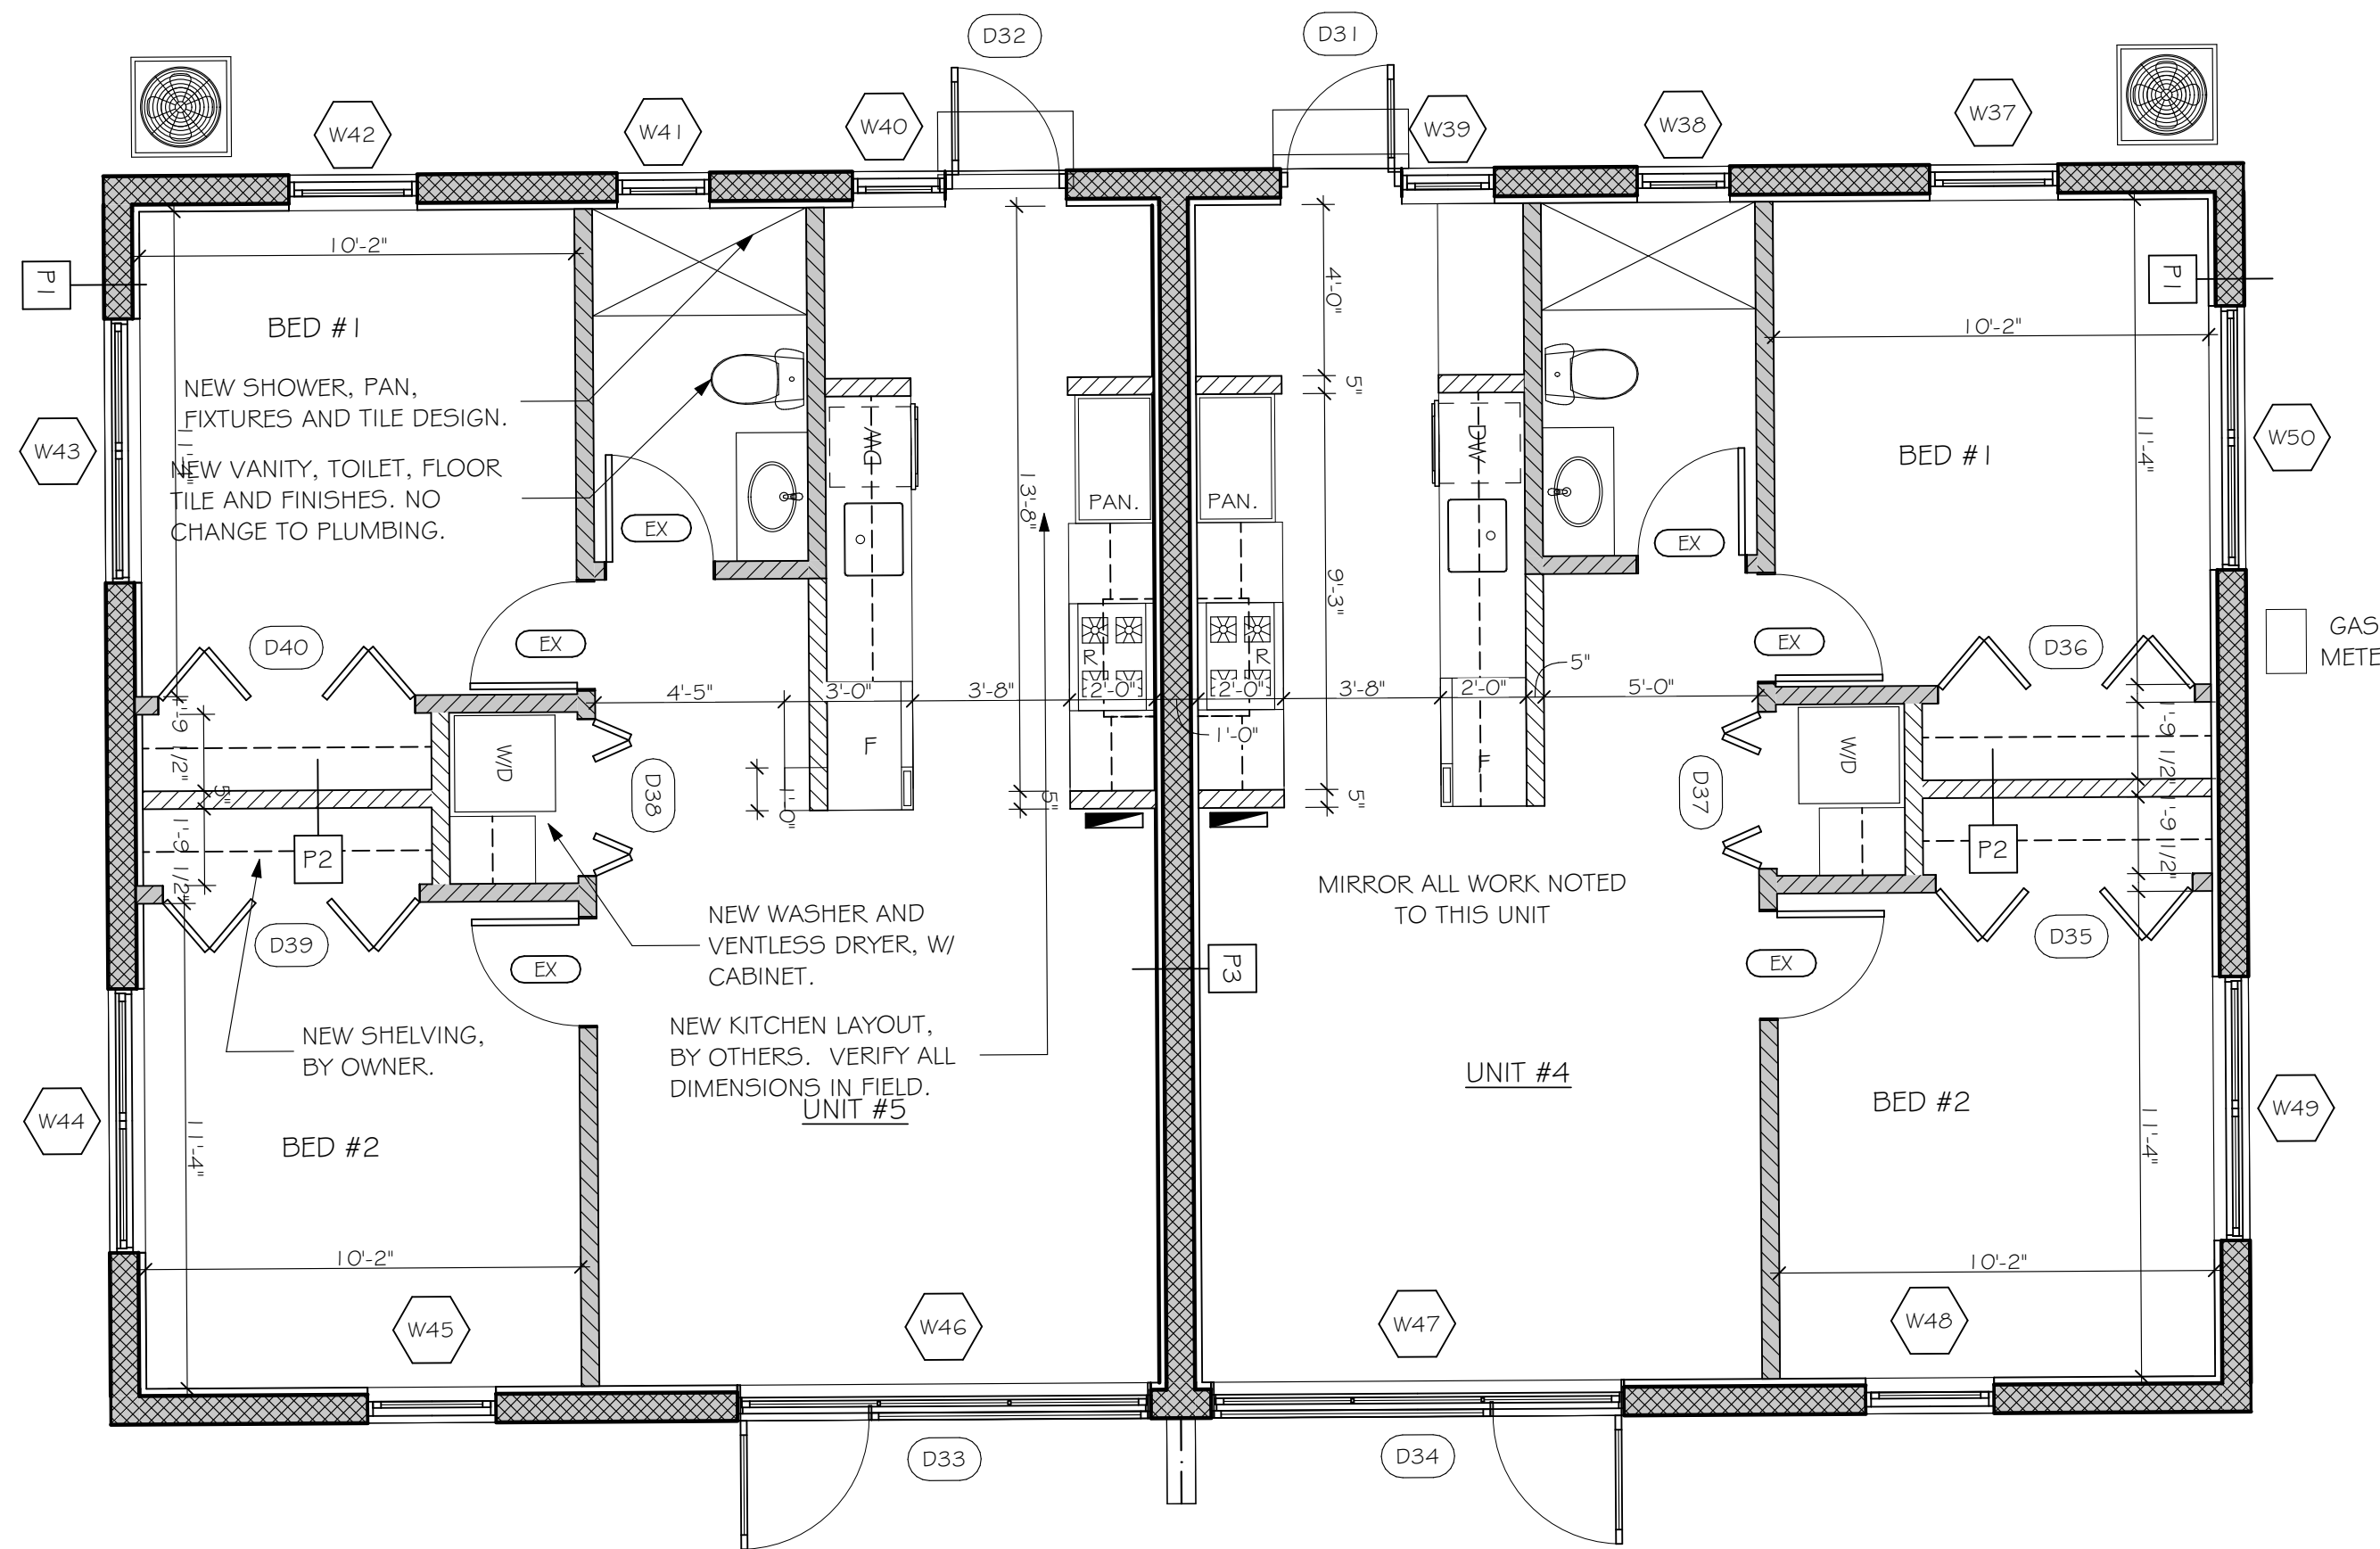 D32
D31
W42
W41
W40
W39
W38
W37
P1
10'-2"
4'-0"
P1
10'-2"
BED #1
5"
5"
NEW SHOWER, PAN,
FIXTURES AND TILE DESIGN.
W43
11'-4"
NEW VANITY, TOILET, FLOOR
TILE AND FINISHES. NO
CHANGE TO PLUMBING.
DW
DW
BED #1
11'-4"
W50
EX
13'-8"
PAN.
PAN.
EX
9'-3"
D40
EX
R
R
EX
D36
GAS
5"
4'-5"
3'-0"
3'-8"
2'-0"
2'-0"
3'-8"
2'-0"
5'-0"
1'-0"
1'-9 1/2"
W/D
F
F
W/D
1'-9 1/2"
D38
D37
5"
1'-0"
5"
5"
1'-9 1/2"
P2
P2
1'-9 1/2"
D39
NEW WASHER AND
VENTLESS DRYER, W/
CABINET.
MIRROR ALL WORK NOTED
TO THIS UNIT
D35
EX
P3
EX
NEW SHELVING,
BY OWNER.
NEW KITCHEN LAYOUT,
BY OTHERS. VERIFY ALL
DIMENSIONS IN FIELD.
UNIT #5
UNIT #4
W44
BED #2
11'-4"
BED #2
11'-4"
W49
10'-2"
10'-2"
W45
W46
W47
W48
D33
D34